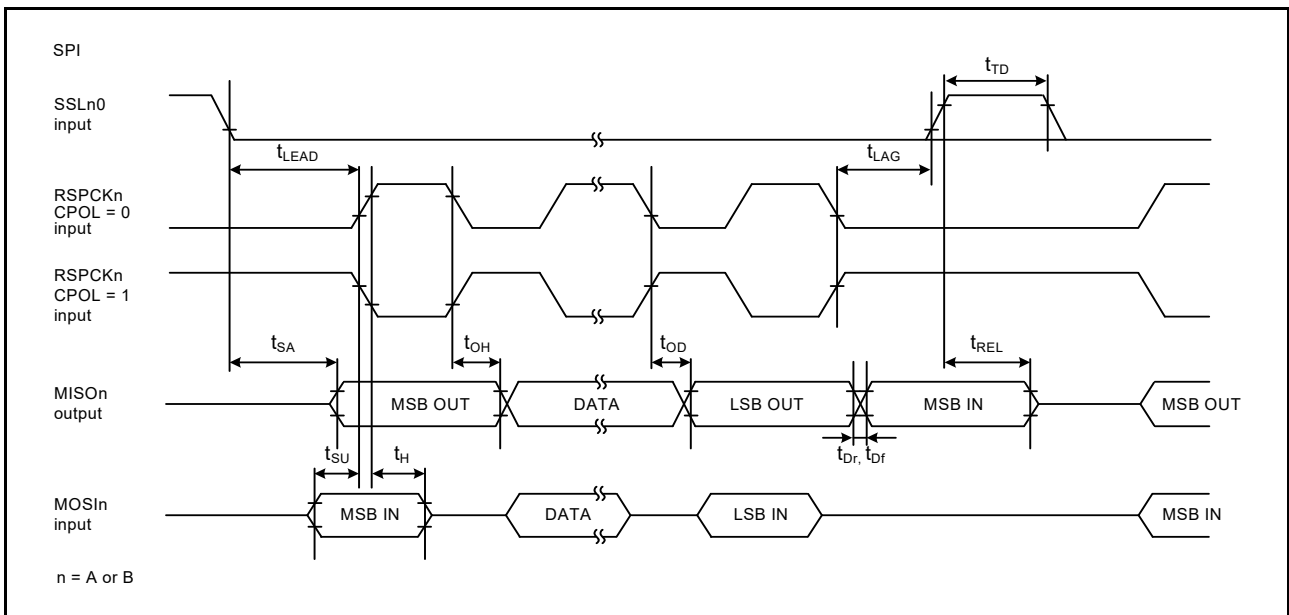 SPI
tTD
SSLn0
input
tLEAD
tLAG
RSPCKn
CPOL = 0
input
RSPCKn
CPOL = 1
input
tSA
tOH
tOD
tREL
MISOn
output
MSB OUT
DATA
LSB OUT
MSB IN
MSB OUT
tSU
tH
tDr, tDf
MOSIn
input
MSB IN
DATA
LSB IN
MSB IN
n = A or B